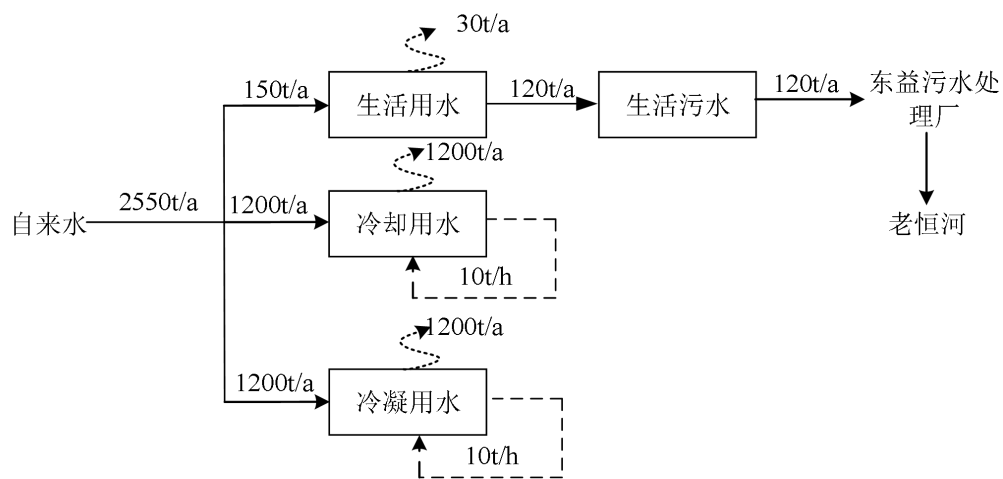 30t/a
150t/a
生活用水
120t/a
生活污水
120t/a
东益污水处
理厂
1200t/a
自来水
2550t/a
1200t/a
冷却用水
老恒河
10t/h
1200t/a
1200t/a
冷凝用水
10t/h